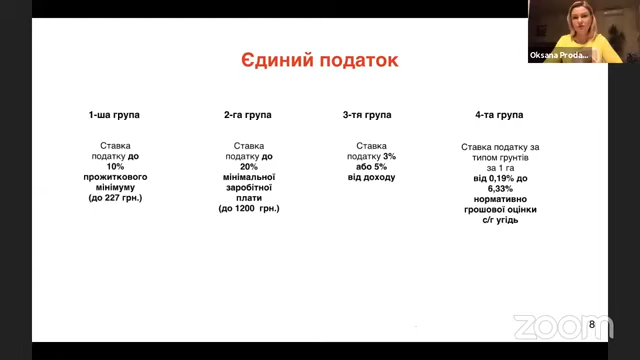 Єдиний податок
1-ша група
Ставка
податку до
10%
прожиткового
мінімуму
(до 227 грн.)
2-га група
Ставка
податку до
20%
мінімальної
заробітної
плати
(до 1200 грн.)
3-тя група
Ставка
податку 3%
або 5%
від доходу
4-та група
Ставка податку за
типом грунтів
за 1 га
від 0,19% до
6,33%
нормативно
грошової оцінки
с/г угідь
Oksana Proda...
8
zoom